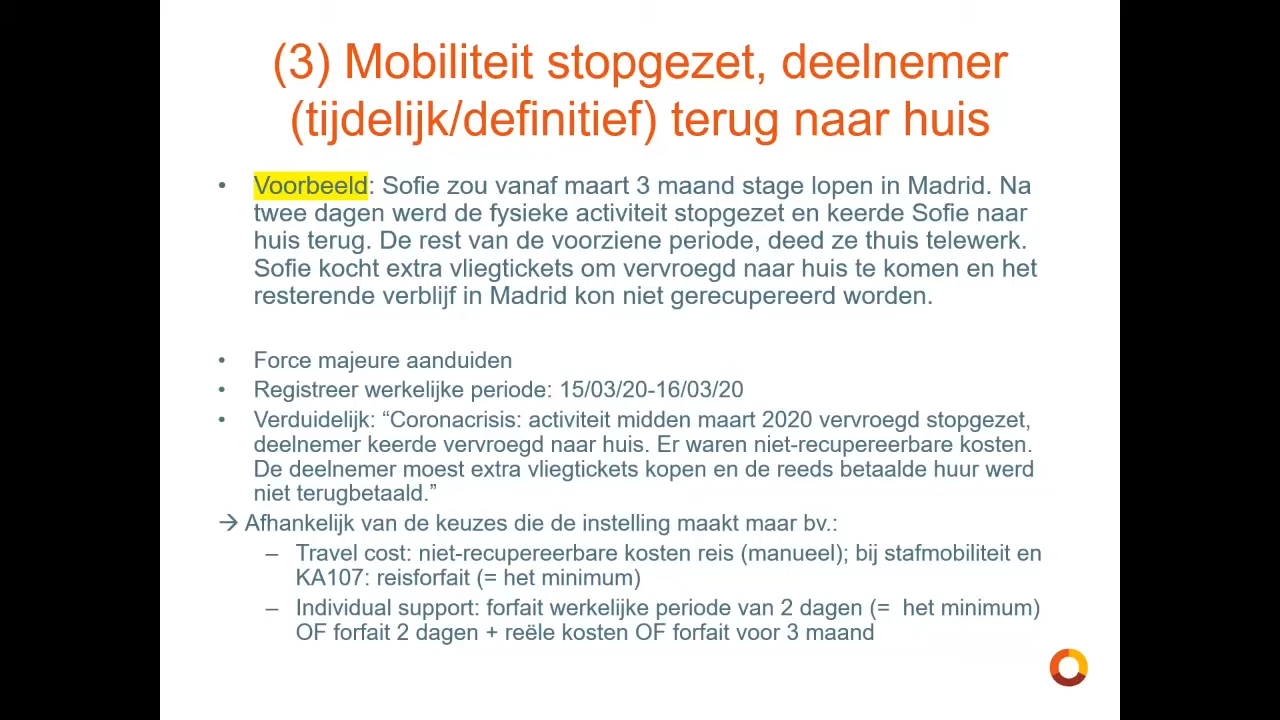 (3) Mobiliteit stopgezet, deelnemer
(tijdelijk/definitief) terug naar huis
• Voorbeeld: Sofie zou vanaf maart 3 maand stage lopen in Madrid. Na
twee dagen werd de fysieke activiteit stopgezet en keerde Sofie naar
huis terug. De rest van de voorziene periode, deed ze thuis telewerk.
Sofie kocht extra vliegtickets om vervroegd naar huis te komen en het
resterende verblijf in Madrid kon niet gerecupereerd worden.
• Force majeure aanduiden
• Registreer werkelijke periode: 15/03/20-16/03/20
• Verduidelijk: “Coronacrisis: activiteit midden maart 2020 vervroegd stopgezet,
deelnemer keerde vervroegd naar huis. Er waren niet-recupereerbare kosten.
De deelnemer moest extra vliegtickets kopen en de reeds betaalde huur werd
niet terugbetaald.”
→ Afhankelijk van de keuzes die de instelling maakt maar bv.:
– Travel cost: niet-recupereerbare kosten reis (manueel); bij stafmobiliteit en
KA107: reisforfait (= het minimum)
– Individual support: forfait werkelijke periode van 2 dagen (= het minimum)
OF forfait 2 dagen + reële kosten OF forfait voor 3 maand